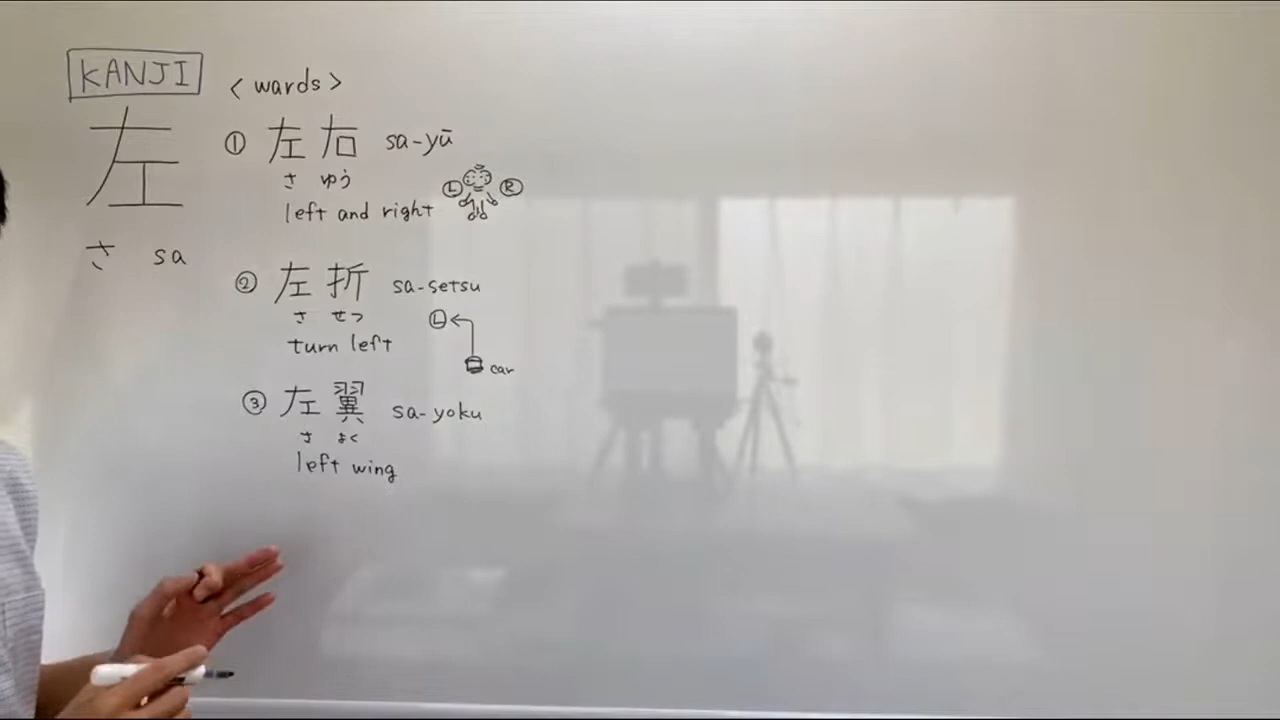 KANJI
< wards >
左
さ sa
① 左右 sa-yū
さ ゆう
left and right
L R
② 左折 sa-setsu
さ せつ
turn left
L
car
③ 左翼 sa-yoku
さ よく
left wing